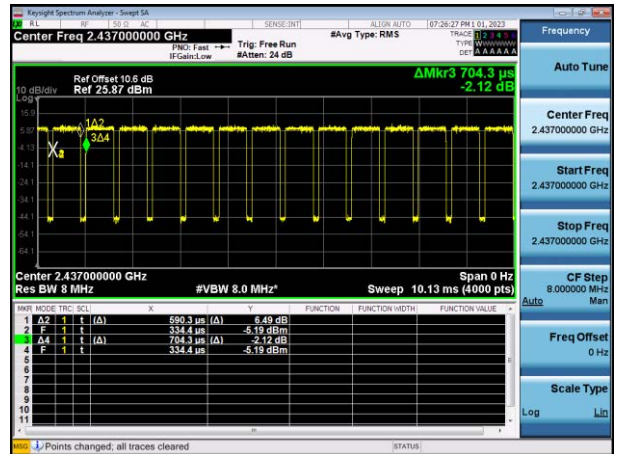 Keysight Spectrum Analyzer - Swept SA
RL RF 50 Ω AC SENSE:INT ALIGN AUTO 07:26:27 PM
Center Freq 2.437000000 GHz #Avg Type: RMS TRACE 1 2 3 4 5 6
PNO: Fast Trig: Free Run TYPE
IFGain:Low #Atten: 24 dB DET A A A A A A
Frequency
Auto Tune
Ref Offset 10.6 dB ΔMkr3 704.3 µs
10 dB/div Ref 25.87 dBm -2.12 dB
Log
15.9
5.87
-4.13
-14.1
-24.1
-34.1
-44.1
-54.1
-64.1
1Δ2
3Δ4
Center 2.437000000 GHz Span 0 Hz
Res BW 8 MHz #VBW 8.0 MHz* Sweep 10.13 ms (4000 pts)
MKR MODE TRC SCL X Y FUNCTION FUNCTION WIDTH FUNCTION VALUE
1 Δ2 1 t (Δ) 590.3 µs (Δ) 6.49 dB
2 F 1 t 334.4 µs -5.19 dBm
3 Δ4 1 t (Δ) 704.3 µs (Δ) -2.12 dB
4 F 1 t 334.4 µs -5.19 dBm
5
6
7
8
9
10
11
Center Freq
2.437000000 GHz
Start Freq
2.437000000 GHz
Stop Freq
2.437000000 GHz
CF Step
8.000000 MHz
Auto Man
Freq Offset
0 Hz
Scale Type
Log Lin
MSG Points changed; all traces cleared STATUS